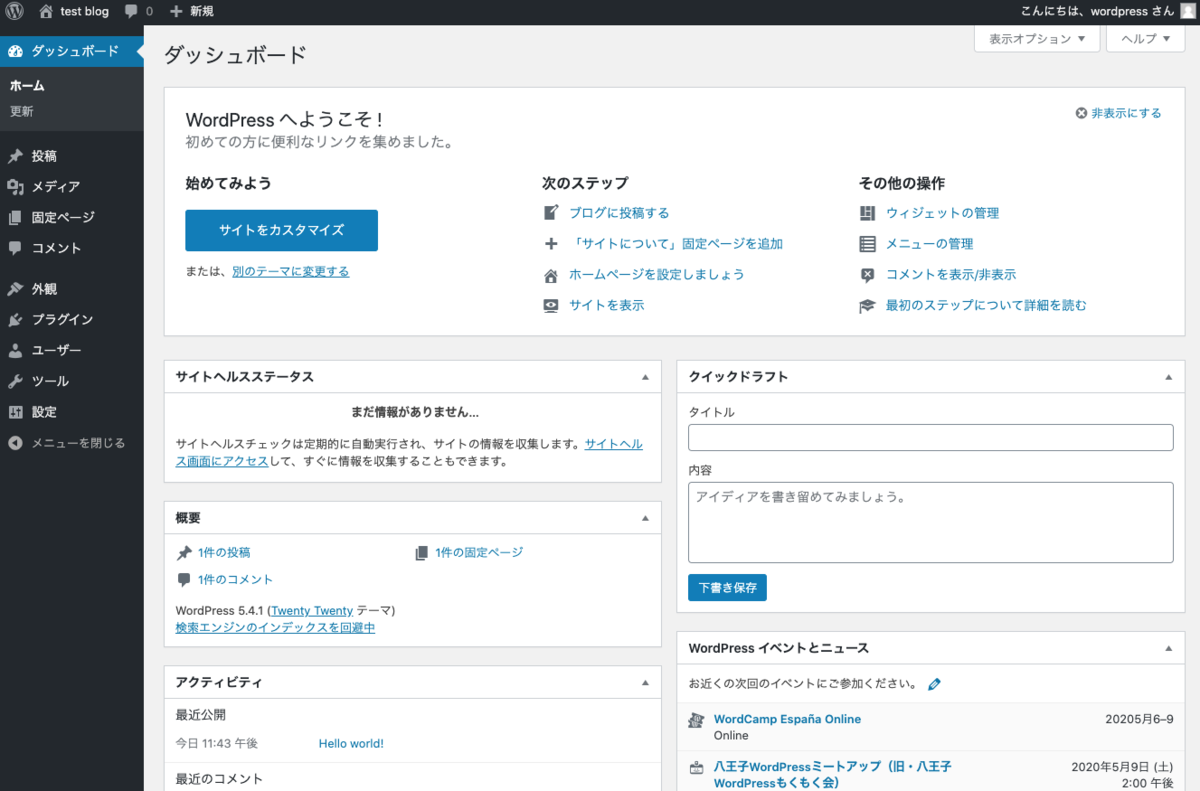 test blog 0 新規 こんにちは、wordpress さん
ダッシュボード
ホーム
更新
投稿
メディア
固定ページ
コメント
外観
プラグイン
ユーザー
ツール
設定
メニューを閉じる
ダッシュボード
表示オプション ▼ ヘルプ ▼
WordPress へようこそ !
初めての方に便利なリンクを集めました。
非表示にする
始めてみよう
サイトをカスタマイズ
または、別のテーマに変更する
次のステップ
ブログに投稿する
「サイトについて」固定ページを追加
ホームページを設定しましょう
サイトを表示
その他の操作
ウィジェットの管理
メニューの管理
コメントを表示/非表示
最初のステップについて詳細を読む
サイトヘルスステータス
まだ情報がありません…
サイトヘルスチェックは定期的に自動実行され、サイトの情報を収集します。サイトヘル
ス画面にアクセスして、すぐに情報を収集することもできます。
概要
1件の投稿 1件の固定ページ
1件のコメント
WordPress 5.4.1 (Twenty Twenty テーマ)
検索エンジンのインデックスを回避中
アクティビティ
最近公開
今日 11:43 午後 Hello world!
最近のコメント
クイックドラフト
タイトル
内容
アイディアを書き留めてみましょう。
下書き保存
WordPress イベントとニュース
お近くの次回のイベントにご参加ください。
WordCamp España Online 20205月6–9
Online
八王子WordPressミートアップ（旧・八王子 2020年5月9日 (土)
WordPressもくもく会） 2:00 午後